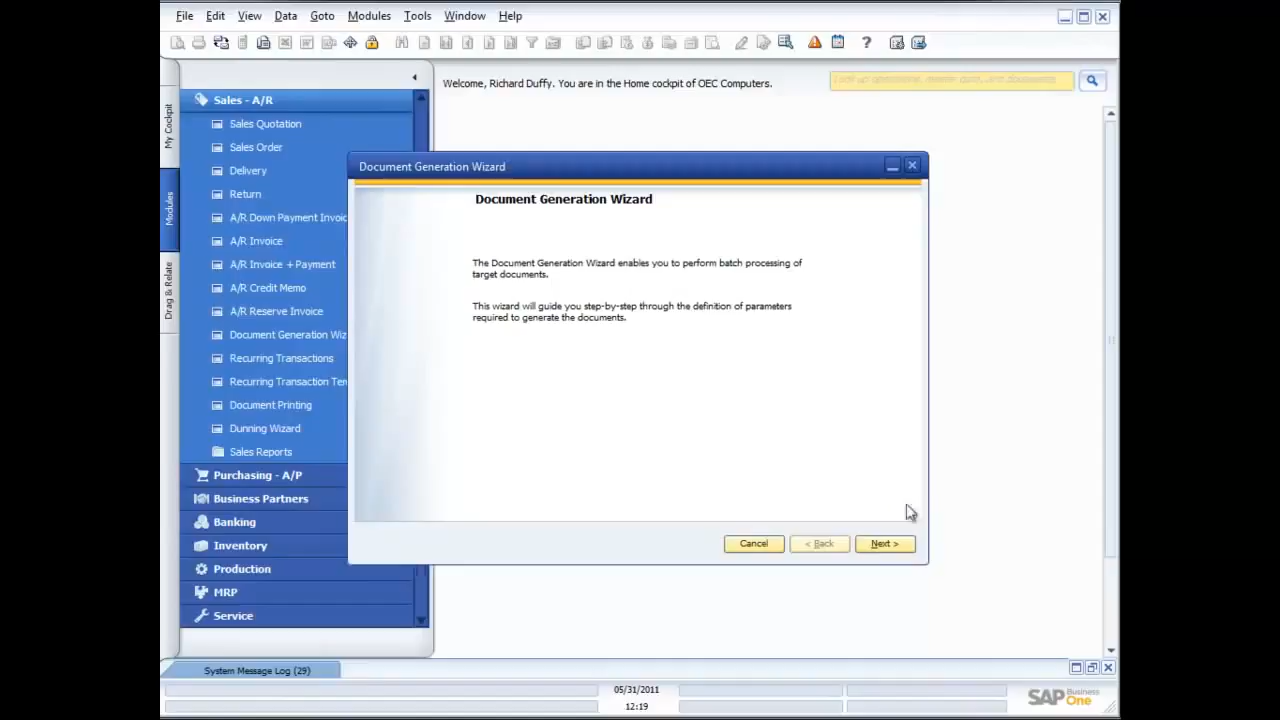 File Edit View Data Goto Modules Tools Window Help
Welcome, Richard Duffy. You are in the Home cockpit of OEC Computers.
My Cockpit
Modules
Drag & Relate
Sales - A/R
Sales Quotation
Sales Order
Delivery
Return
A/R Down Payment Invoic
A/R Invoice
A/R Invoice + Payment
A/R Credit Memo
A/R Reserve Invoice
Document Generation Wiz
Recurring Transactions
Recurring Transaction Tem
Document Printing
Dunning Wizard
Sales Reports
Purchasing - A/P
Business Partners
Banking
Inventory
Production
MRP
Service
Document Generation Wizard
Document Generation Wizard
The Document Generation Wizard enables you to perform batch processing of
target documents.
This wizard will guide you step-by-step through the definition of parameters
required to generate the documents.
Cancel < Back Next >
System Message Log (29)
05/31/2011
12:19
SAP Business One